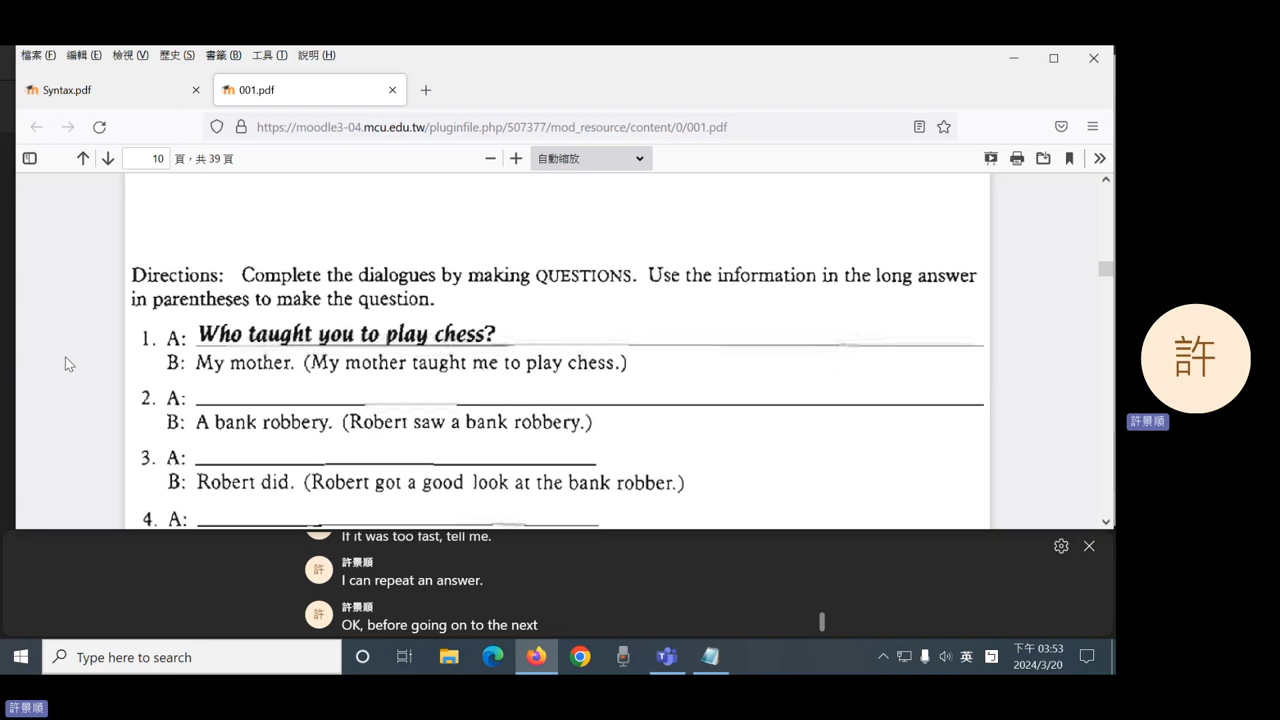 檔案 (F) 編輯 (E) 檢視 (V) 歷史 (S) 書籤 (B) 工具 (T) 說明 (H)
Syntax.pdf
001.pdf
https://moodle3-04.mcu.edu.tw/pluginfile.php/507377/mod_resource/content/0/001.pdf
10 頁，共 39 頁
自動縮放
Directions: Complete the dialogues by making QUESTIONS. Use the information in the long answer
in parentheses to make the question.
1. A: Who taught you to play chess?
B: My mother. (My mother taught me to play chess.)
2. A:
B: A bank robbery. (Robert saw a bank robbery.)
3. A:
B: Robert did. (Robert got a good look at the bank robber.)
4. A:
許
許景順
If it was too fast, tell me.
許
許景順
I can repeat an answer.
許
許景順
OK, before going on to the next
Type here to search
英
下午 03:53
2024/3/20
許景順